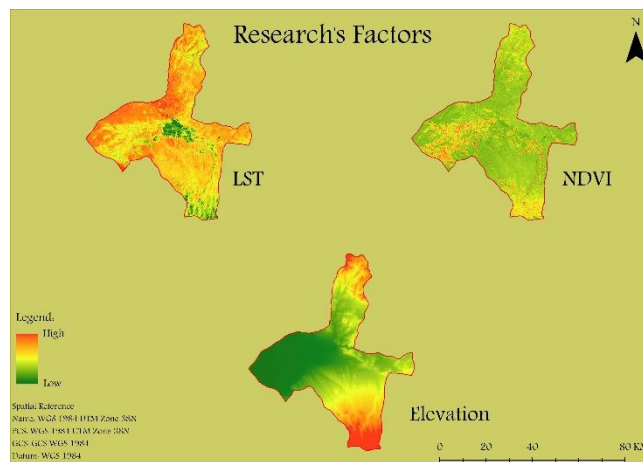 Research's Factors
N
LST
NDVI
Legend:
High
Low
Elevation
Spatial Reference
Name: WGS 1984 UTM Zone 38N
PCS: WGS 1984 UTM Zone 38N
GCS: GCS WGS 1984
Datum: WGS 1984
0 20 40 80 KM